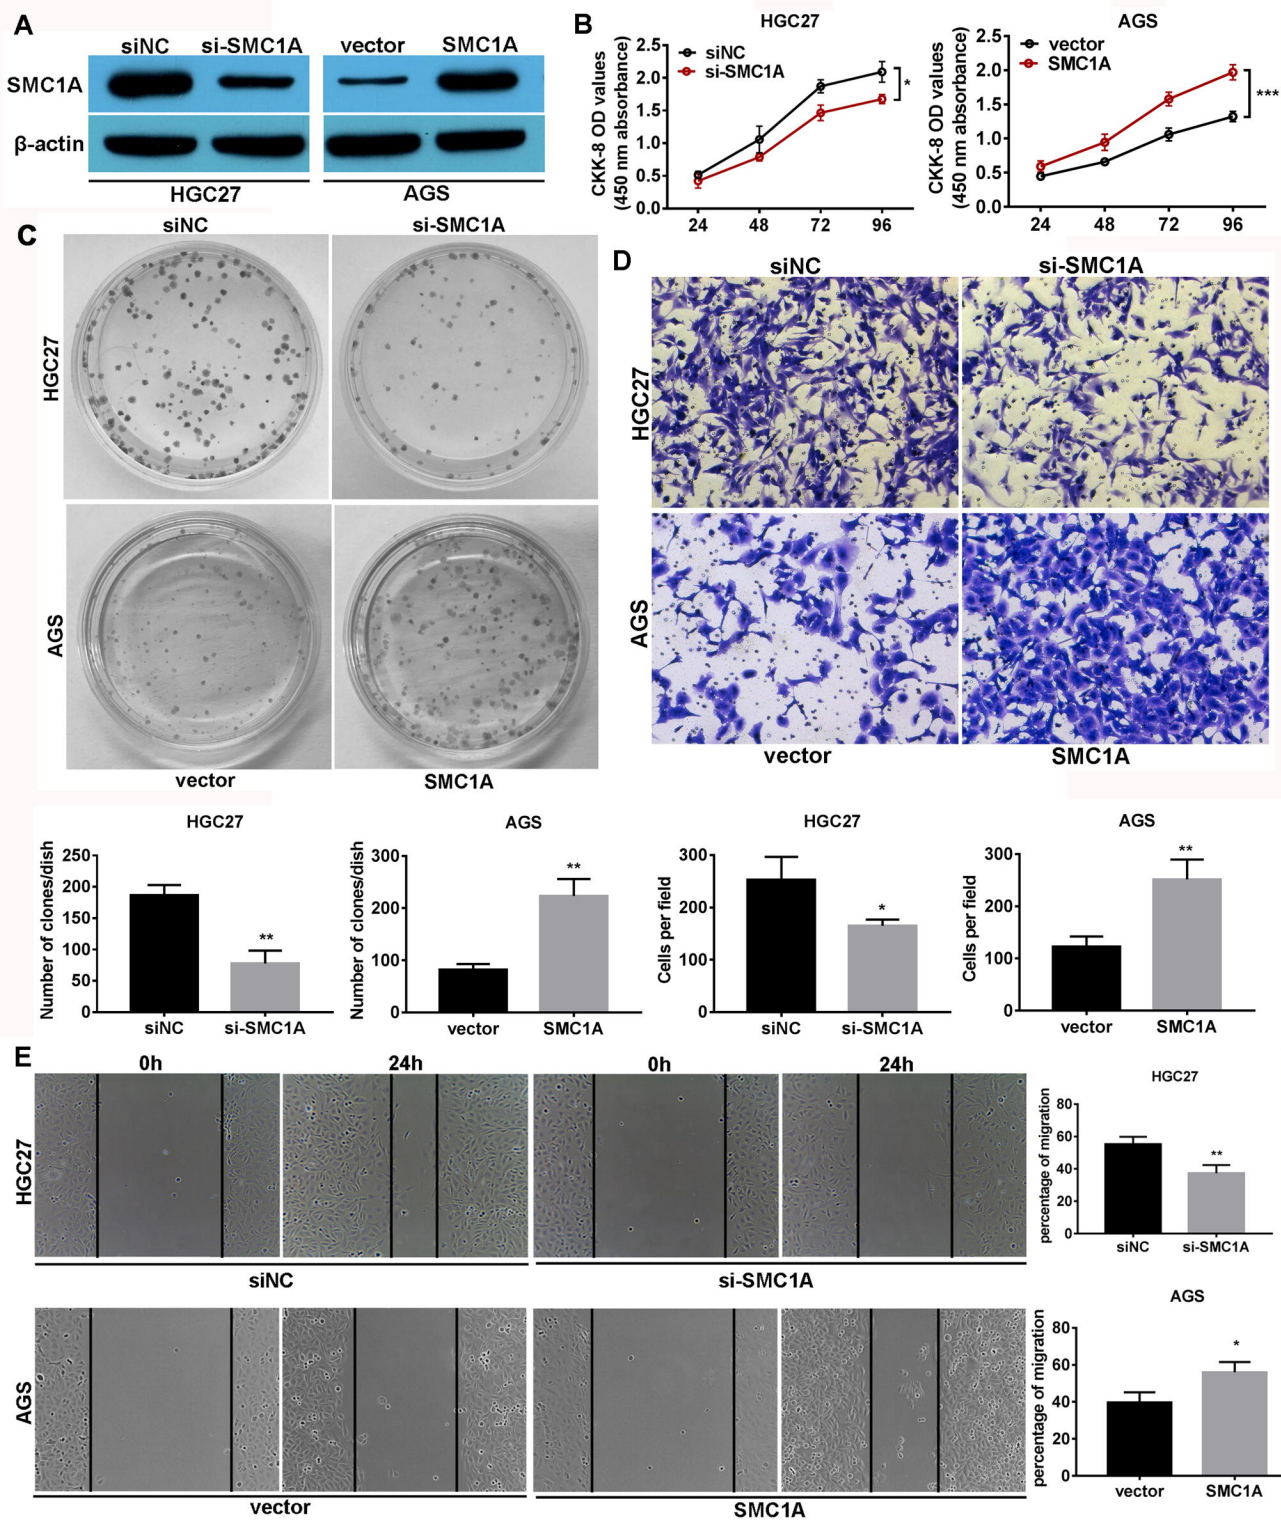 A
siNC si-SMC1A vector SMC1A
SMC1A
β-actin
HGC27 AGS
B
HGC27
CKK-8 OD values
(450 nm absorbance)
2.5
2.0
1.5
1.0
0.5
0.0
siNC
si-SMC1A
*
24 48 72 96
AGS
CKK-8 OD values
(450 nm absorbance)
2.5
2.0
1.5
1.0
0.5
0.0
vector
SMC1A
***
24 48 72 96
C
siNC si-SMC1A
HGC27
AGS
vector SMC1A
D
siNC si-SMC1A
HGC27
AGS
vector SMC1A
HGC27
Number of clones/dish
250
200
150
100
50
0
**
siNC si-SMC1A
AGS
Number of clones/dish
300
200
100
0
**
vector SMC1A
HGC27
Cells per field
300
200
100
0
*
siNC si-SMC1A
AGS
Cells per field
300
200
100
0
**
vector SMC1A
E
0h 24h 0h 24h
HGC27
siNC si-SMC1A
AGS
vector SMC1A
HGC27
percentage of migration
80
60
40
20
0
**
siNC si-SMC1A
AGS
percentage of migration
80
60
40
20
0
*
vector SMC1A